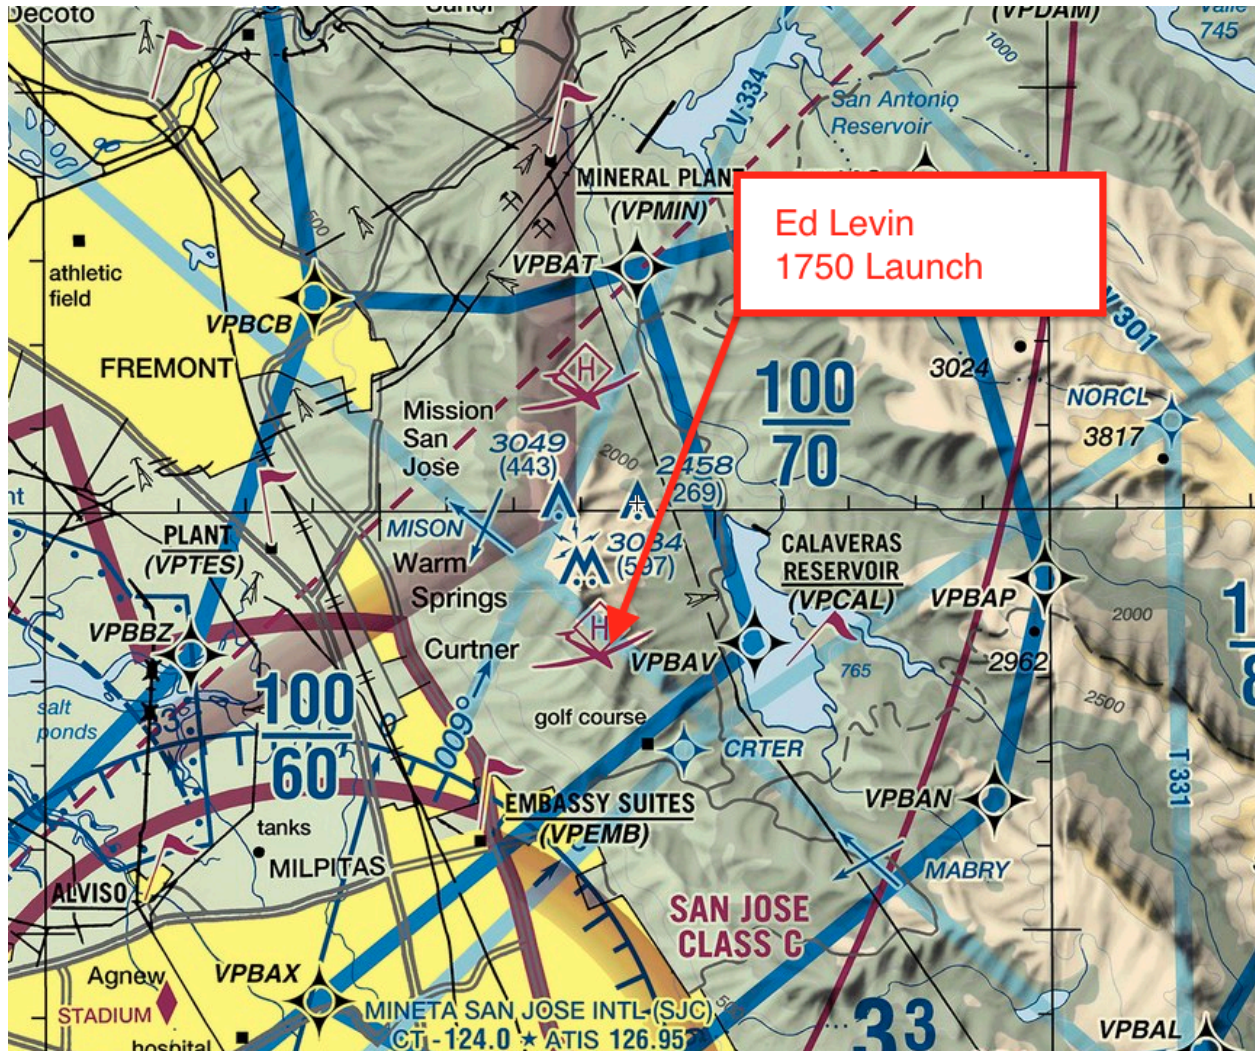 Decoto
Sunol
(VPDAM)
Valle
745
1000
V 334
San Antonio
Reservoir
MINERAL PLANT
(VPMIN)
500
athletic
field
VPBAT
Ed Levin
1750 Launch
VPBCB
V 301
FREMONT
H
100
70
3024
NORCL
3817
Mission
San
Jose
3049
(443)
2000
2458
(269)
MISON
PLANT
(VPTES)
3084
(597)
Warm
Springs
CALAVERAS
RESERVOIR
(VPCAL)
VPBAP
2000
VPBBZ
H
Curtner
VPBAV
765
2962
2500
salt
ponds
100
60
009°
golf course
CRTER
T 331
EMBASSY SUITES
(VPEMB)
VPBAN
tanks
MILPITAS
MABRY
ALVISO
SAN JOSE
CLASS C
Agnew
VPBAX
STADIUM
MINETA SAN JOSE INTL (SJC)
CT - 124.0 ★ ATIS 126.95
hospital
33
VPBAL